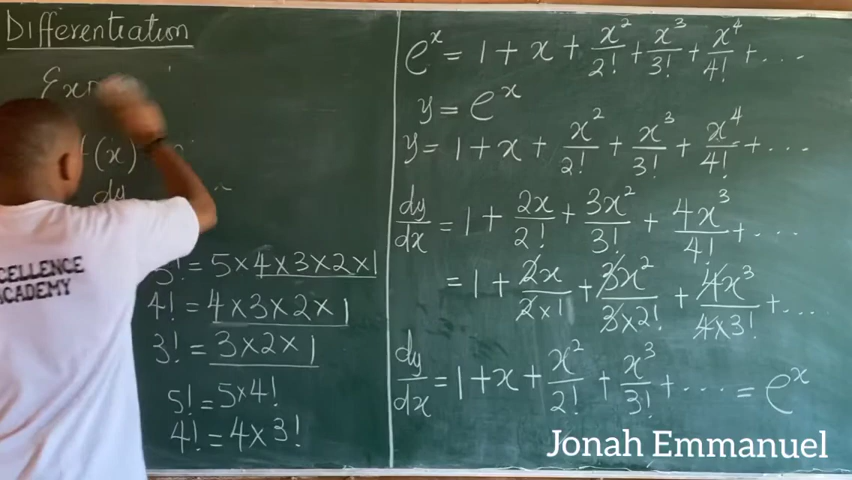 Differentiation
(x)
dy
5! = 5×4×3×2×1
4! = 4×3×2×1
3! = 3×2×1
5! = 5×4!
4! = 4×3!
e^x = 1 + x + x²/2! + x³/3! + x⁴/4! + ...
y = e^x
y = 1 + x + x²/2! + x³/3! + x⁴/4! + ...
dy/dx = 1 + 2x/2! + 3x²/3! + 4x³/4! + ...
= 1 + 2x/2×1 + 3x²/3×2! + 4x³/4×3! + ...
dy/dx = 1 + x + x²/2! + x³/3! + .... = e^x
ACADEMY
Jonah Emmanuel